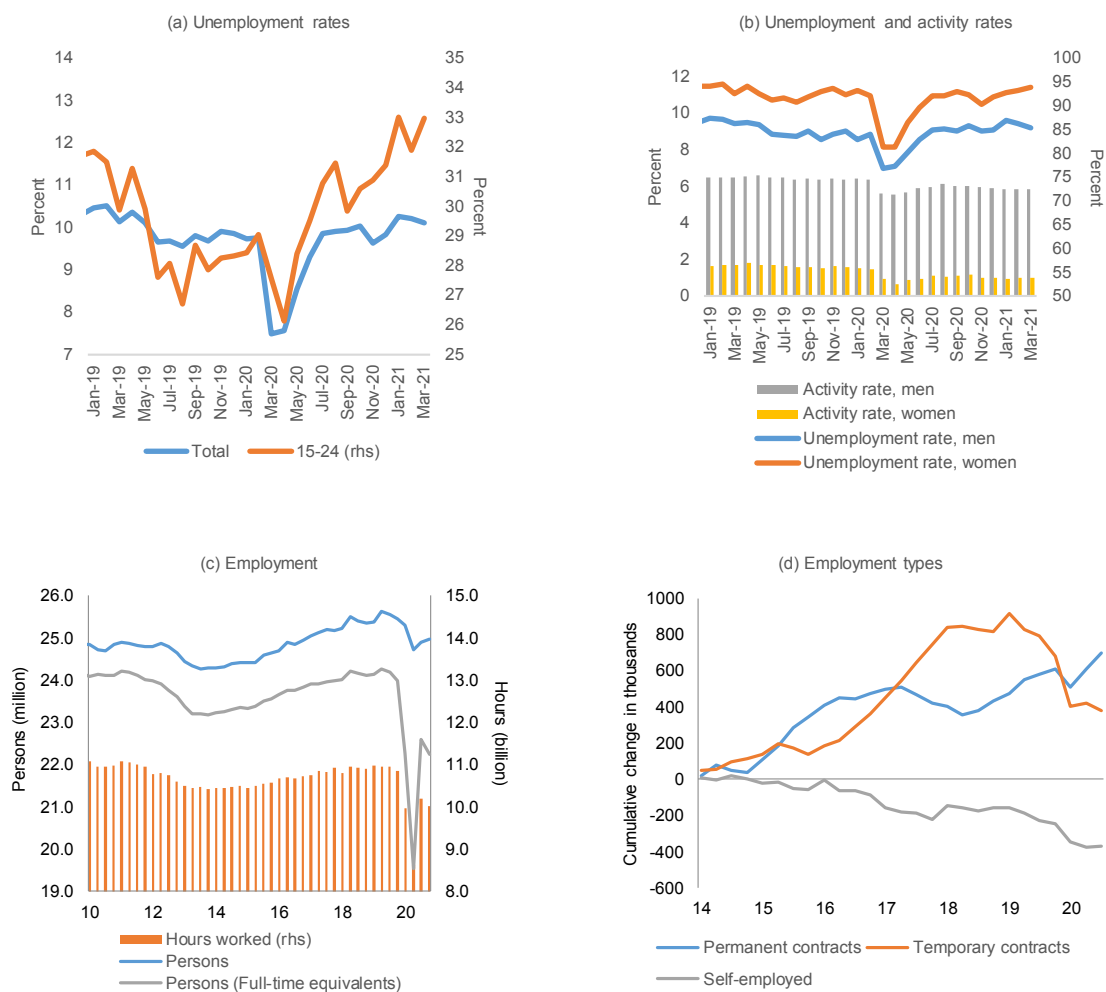 (a) Unemployment rates
14
13
12
11
10
9
8
7
Percent
35
34
33
32
31
30
29
28
27
26
25
Percent
Jan-19
Mar-19
May-19
Jul-19
Sep-19
Nov-19
Jan-20
Mar-20
May-20
Jul-20
Sep-20
Nov-20
Jan-21
Mar-21
Total
15-24 (rhs)
(b) Unemployment and activity rates
12
10
8
6
4
2
0
Percent
100
95
90
85
80
75
70
65
60
55
50
Percent
Jan-19
Mar-19
May-19
Jul-19
Sep-19
Nov-19
Jan-20
Mar-20
May-20
Jul-20
Sep-20
Nov-20
Jan-21
Mar-21
Activity rate, men
Activity rate, women
Unemployment rate, men
Unemployment rate, women
(c) Employment
26.0
25.0
24.0
23.0
22.0
21.0
20.0
19.0
Persons (million)
15.0
14.0
13.0
12.0
11.0
10.0
9.0
8.0
Hours (billion)
10 12 14 16 18 20
Hours worked (rhs)
Persons
Persons (Full-time equivalents)
(d) Employment types
1000
800
600
400
200
0
-200
-400
-600
Cumulative change in thousands
14 15 16 17 18 19 20
Permanent contracts
Temporary contracts
Self-employed